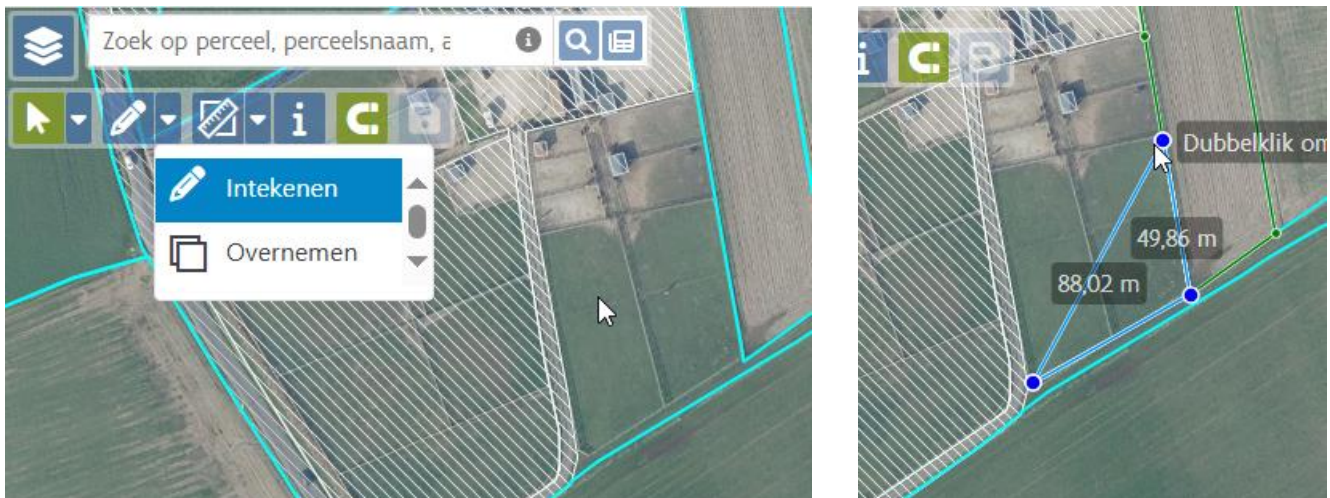 Zoek op perceel, perceelsnaam, a
Intekenen
Overnemen
Dubbelklik om
49,86 m
88,02 m